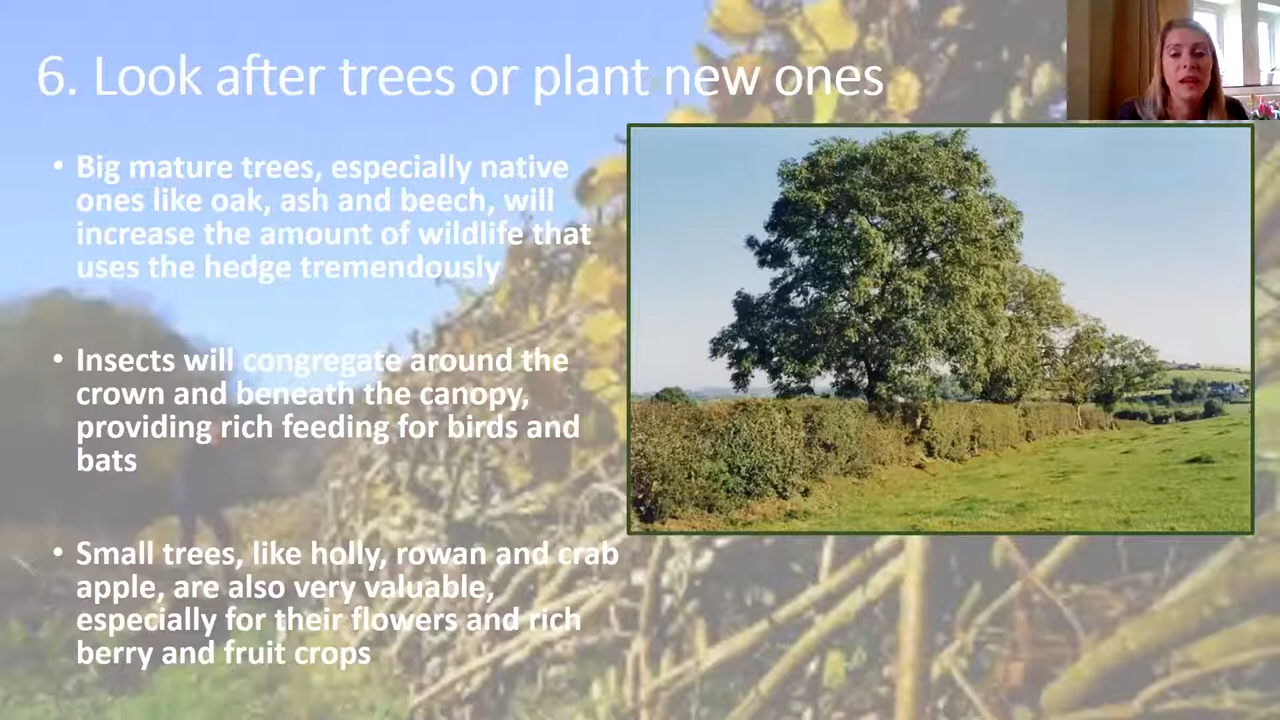 6. Look after trees or plant new ones
• Big mature trees, especially native
ones like oak, ash and beech, will
increase the amount of wildlife that
uses the hedge tremendously
• Insects will congregate around the
crown and beneath the canopy,
providing rich feeding for birds and
bats
• Small trees, like holly, rowan and crab
apple, are also very valuable,
especially for their flowers and rich
berry and fruit crops